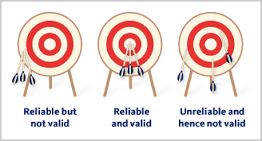 Reliable but
not valid
Reliable
and valid
Unreliable and
hence not valid